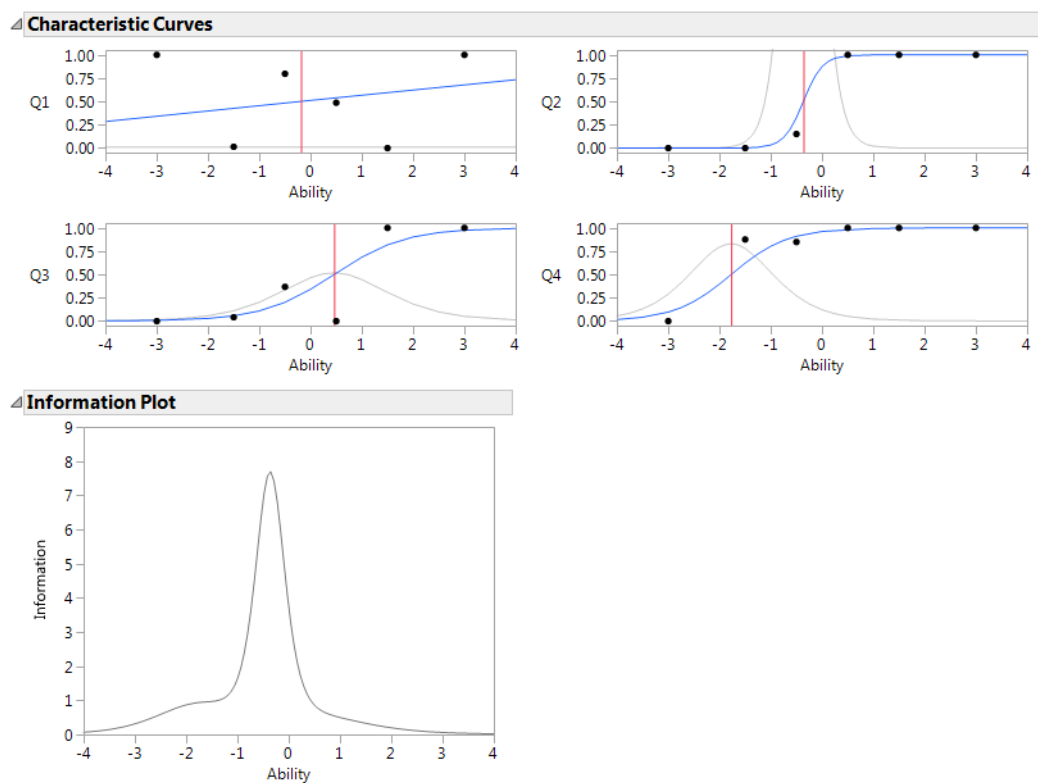 Characteristic Curves
1.00
0.75
Q1 0.50
0.25
0.00
-4 -3 -2 -1 0 1 2 3 4
Ability
1.00
0.75
Q2 0.50
0.25
0.00
-4 -3 -2 -1 0 1 2 3 4
Ability
1.00
0.75
Q3 0.50
0.25
0.00
-4 -3 -2 -1 0 1 2 3 4
Ability
1.00
0.75
Q4 0.50
0.25
0.00
-4 -3 -2 -1 0 1 2 3 4
Ability
Information Plot
9
8
7
6
5
4
3
2
1
0
Information
-4 -3 -2 -1 0 1 2 3 4
Ability